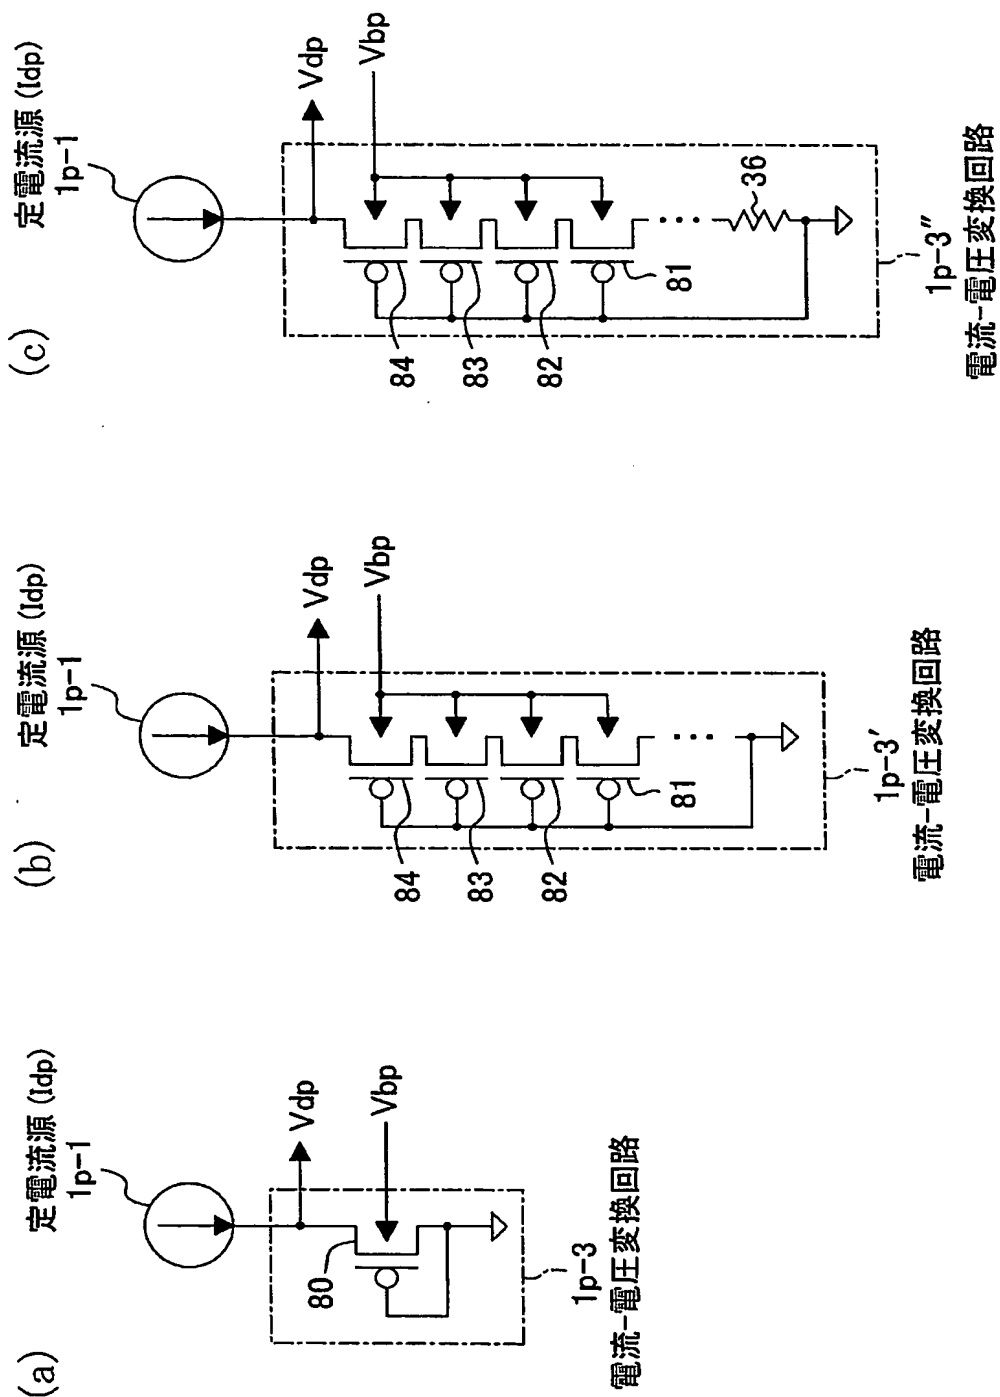 (a)
定電流源(Idp)
1p-1
Vdp
Vbp
80
1p-3
電流-電圧変換回路
(b)
定電流源(Idp)
1p-1
Vdp
Vbp
84
83
82
81
1p-3′
電流-電圧変換回路
(c)
定電流源(Idp)
1p-1
Vdp
Vbp
84
83
82
81
36
1p-3″
電流-電圧変換回路